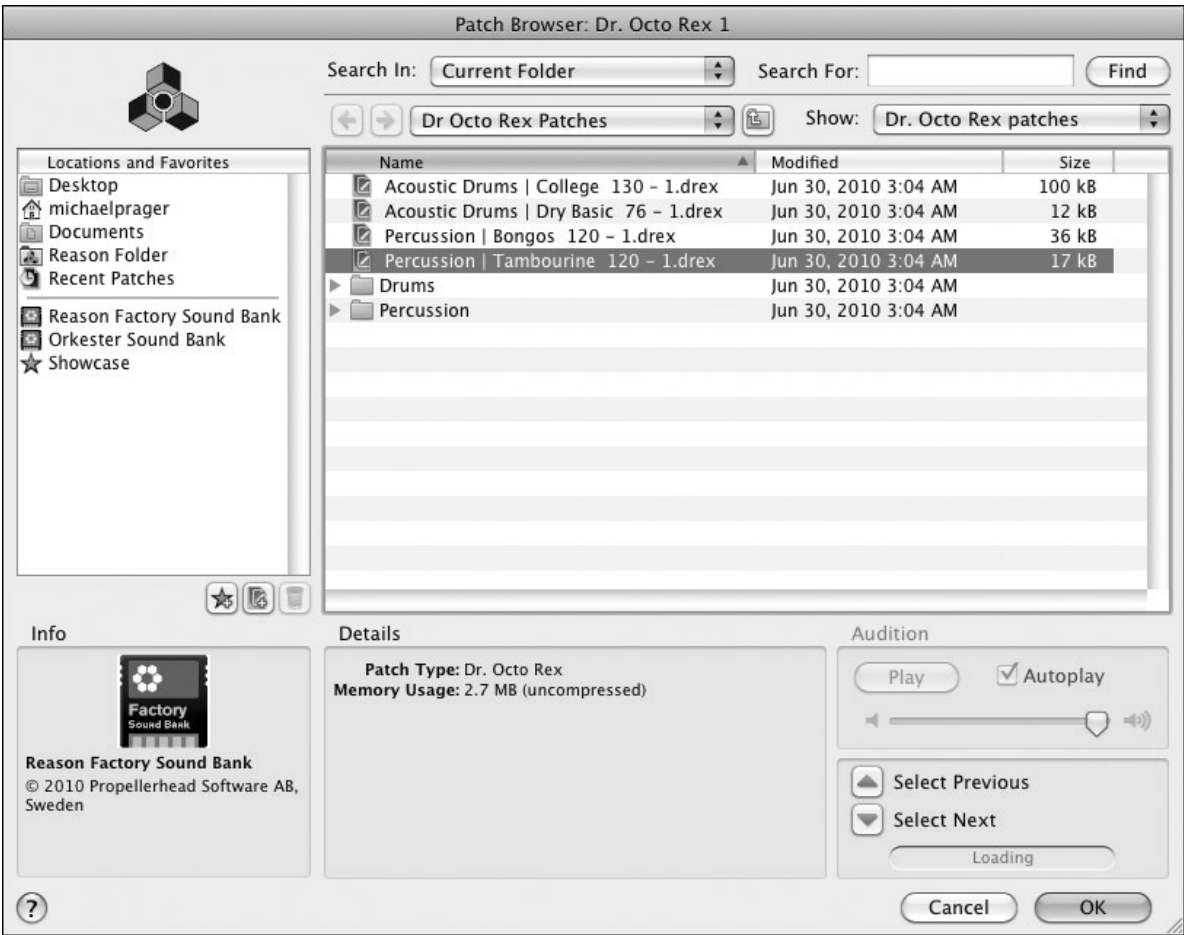 Patch Browser: Dr. Octo Rex 1
Search In: Current Folder Search For: Find
Dr Octo Rex Patches Show: Dr. Octo Rex patches
Locations and Favorites
Desktop
michaelprager
Documents
Reason Folder
Recent Patches
Reason Factory Sound Bank
Orkester Sound Bank
Showcase
Name Modified Size
Acoustic Drums | College 130 – 1.drex Jun 30, 2010 3:04 AM 100 kB
Acoustic Drums | Dry Basic 76 – 1.drex Jun 30, 2010 3:04 AM 12 kB
Percussion | Bongos 120 – 1.drex Jun 30, 2010 3:04 AM 36 kB
Percussion | Tambourine 120 – 1.drex Jun 30, 2010 3:04 AM 17 kB
Drums Jun 30, 2010 3:04 AM
Percussion Jun 30, 2010 3:04 AM
Info
Factory
Sound Bank
Reason Factory Sound Bank
© 2010 Propellerhead Software AB,
Sweden
Details
Patch Type: Dr. Octo Rex
Memory Usage: 2.7 MB (uncompressed)
Audition
Play Autoplay
Select Previous
Select Next
Loading
? Cancel OK